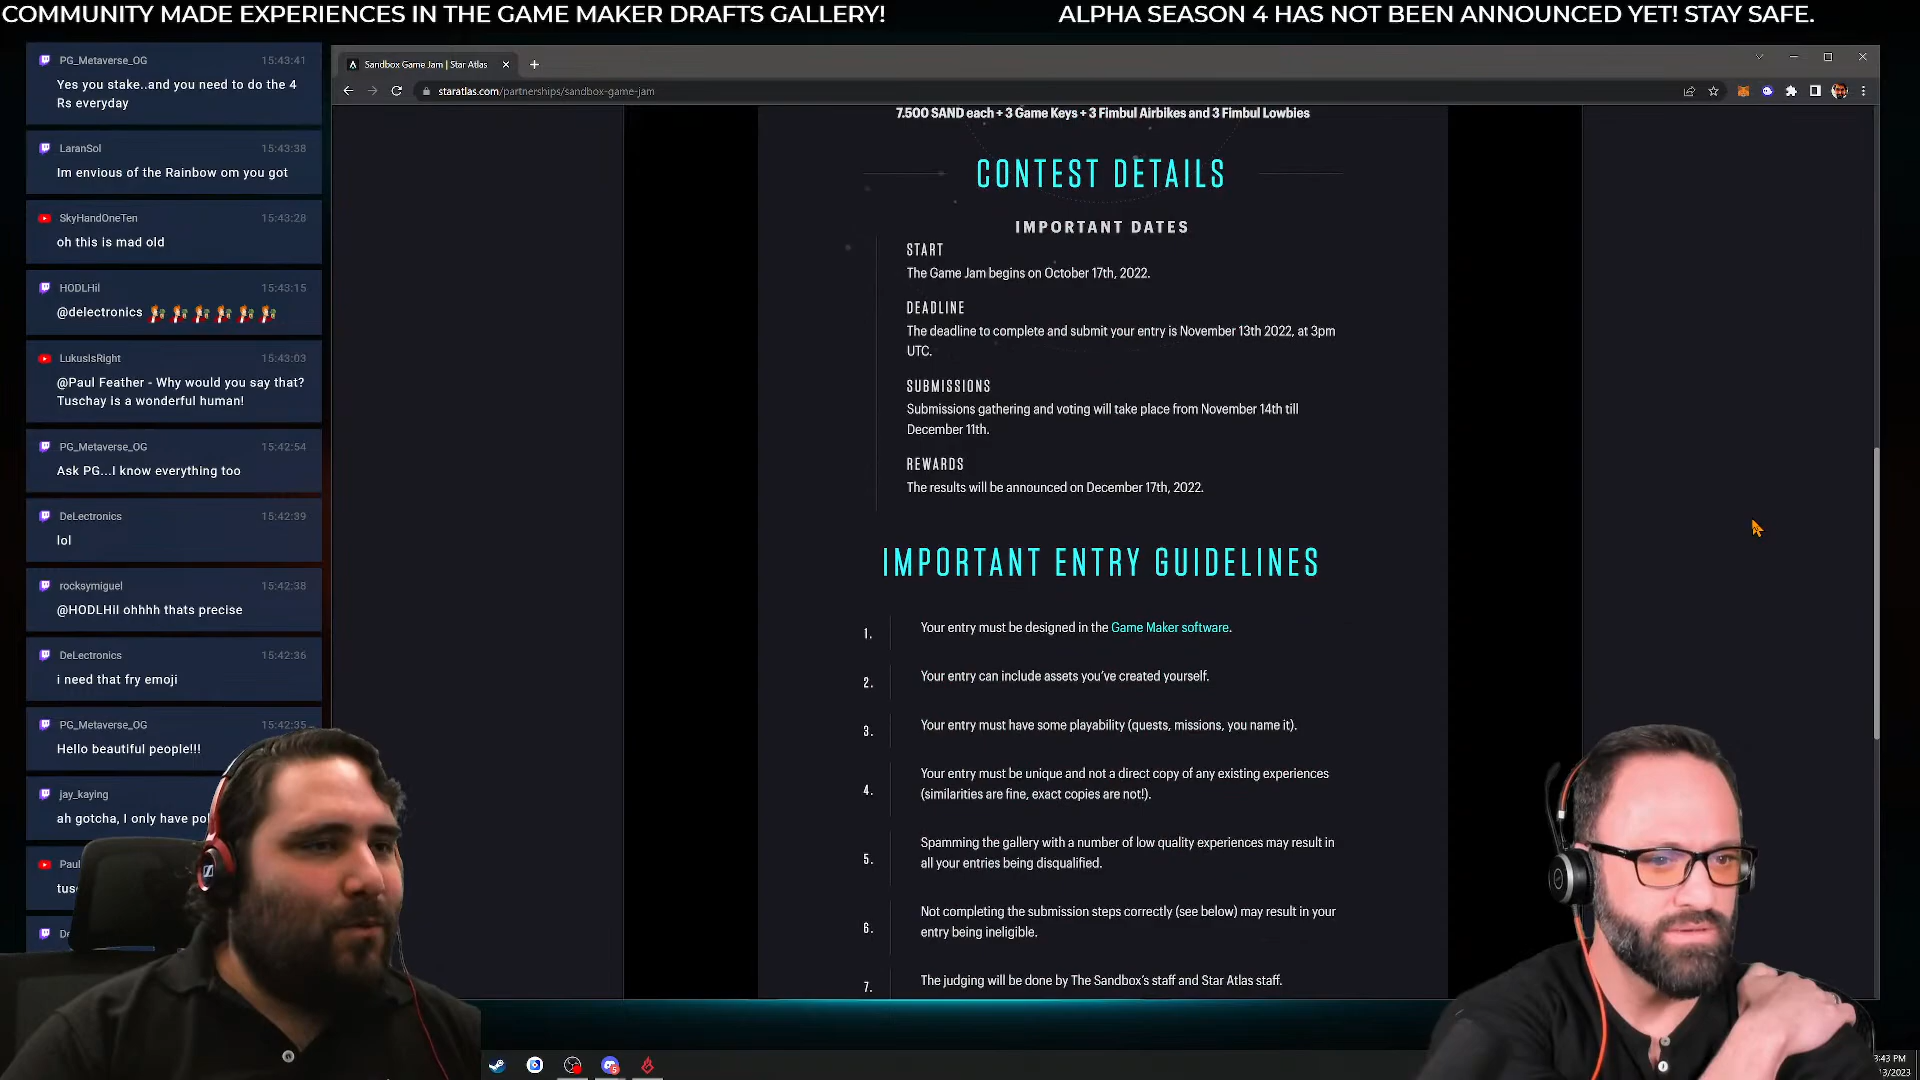 COMMUNITY MADE EXPERIENCES IN THE GAME MAKER DRAFTS GALLERY!
ALPHA SEASON 4 HAS NOT BEEN ANNOUNCED YET! STAY SAFE.
PG_Metaverse_OG 15:43:41
Yes you stake..and you need to do the 4
Rs everyday
LaranSol 15:43:38
Im envious of the Rainbow om you got
SkyHandOneTen 15:43:28
oh this is mad old
HODLHil 15:43:15
@delectronics
LukusIsRight 15:43:03
@Paul Feather - Why would you say that?
Tuschay is a wonderful human!
PG_Metaverse_OG 15:42:54
Ask PG...I know everything too
DeLectronics 15:42:39
lol
rocksymiguel 15:42:38
@HODLHil ohhhh thats precise
DeLectronics 15:42:36
i need that fry emoji
PG_Metaverse_OG 15:42:35
Hello beautiful people!!!
jay_kaying
ah gotcha, I only have
Paul
Sandbox Game Jam | Star Atlas
staratlas.com/partnerships/sandbox-game-jam
7.500 SAND each + 3 Game Keys + 3 Fimbul Airbikes and 3 Fimbul Lowbies
CONTEST DETAILS
IMPORTANT DATES
START
The Game Jam begins on October 17th, 2022.
DEADLINE
The deadline to complete and submit your entry is November 13th 2022, at 3pm
UTC.
SUBMISSIONS
Submissions gathering and voting will take place from November 14th till
December 11th.
REWARDS
The results will be announced on December 17th, 2022.
IMPORTANT ENTRY GUIDELINES
1. Your entry must be designed in the Game Maker software.
2. Your entry can include assets you've created yourself.
3. Your entry must have some playability (quests, missions, you name it).
4. Your entry must be unique and not a direct copy of any existing experiences
(similarities are fine, exact copies are not!).
5. Spamming the gallery with a number of low quality experiences may result in
all your entries being disqualified.
6. Not completing the submission steps correctly (see below) may result in your
entry being ineligible.
7. The judging will be done by The Sandbox's staff and Star Atlas staff.
:43 PM
13/2023